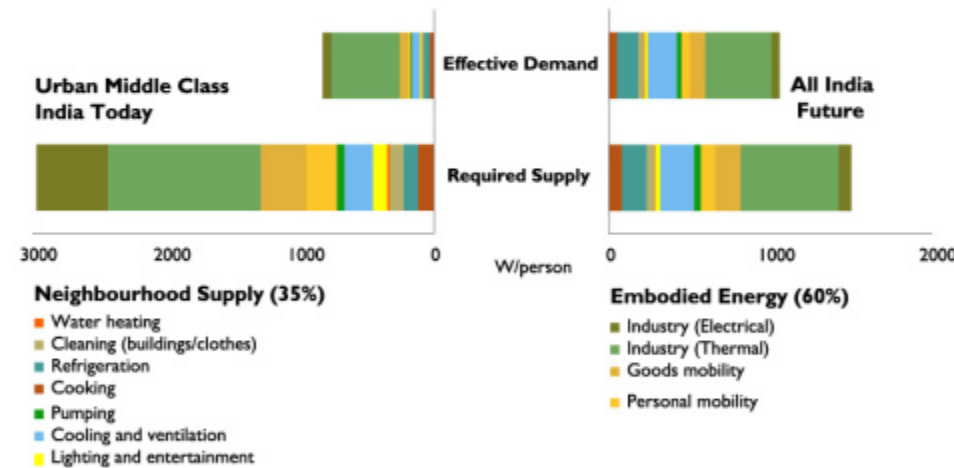 Effective Demand
Urban Middle Class
India Today
All India
Future
Required Supply
3000
2000
1000
0
W/person
0
1000
2000
Neighbourhood Supply (35%)
Water heating
Cleaning (buildings/clothes)
Refrigeration
Cooking
Pumping
Cooling and ventilation
Lighting and entertainment
Embodied Energy (60%)
Industry (Electrical)
Industry (Thermal)
Goods mobility
Personal mobility